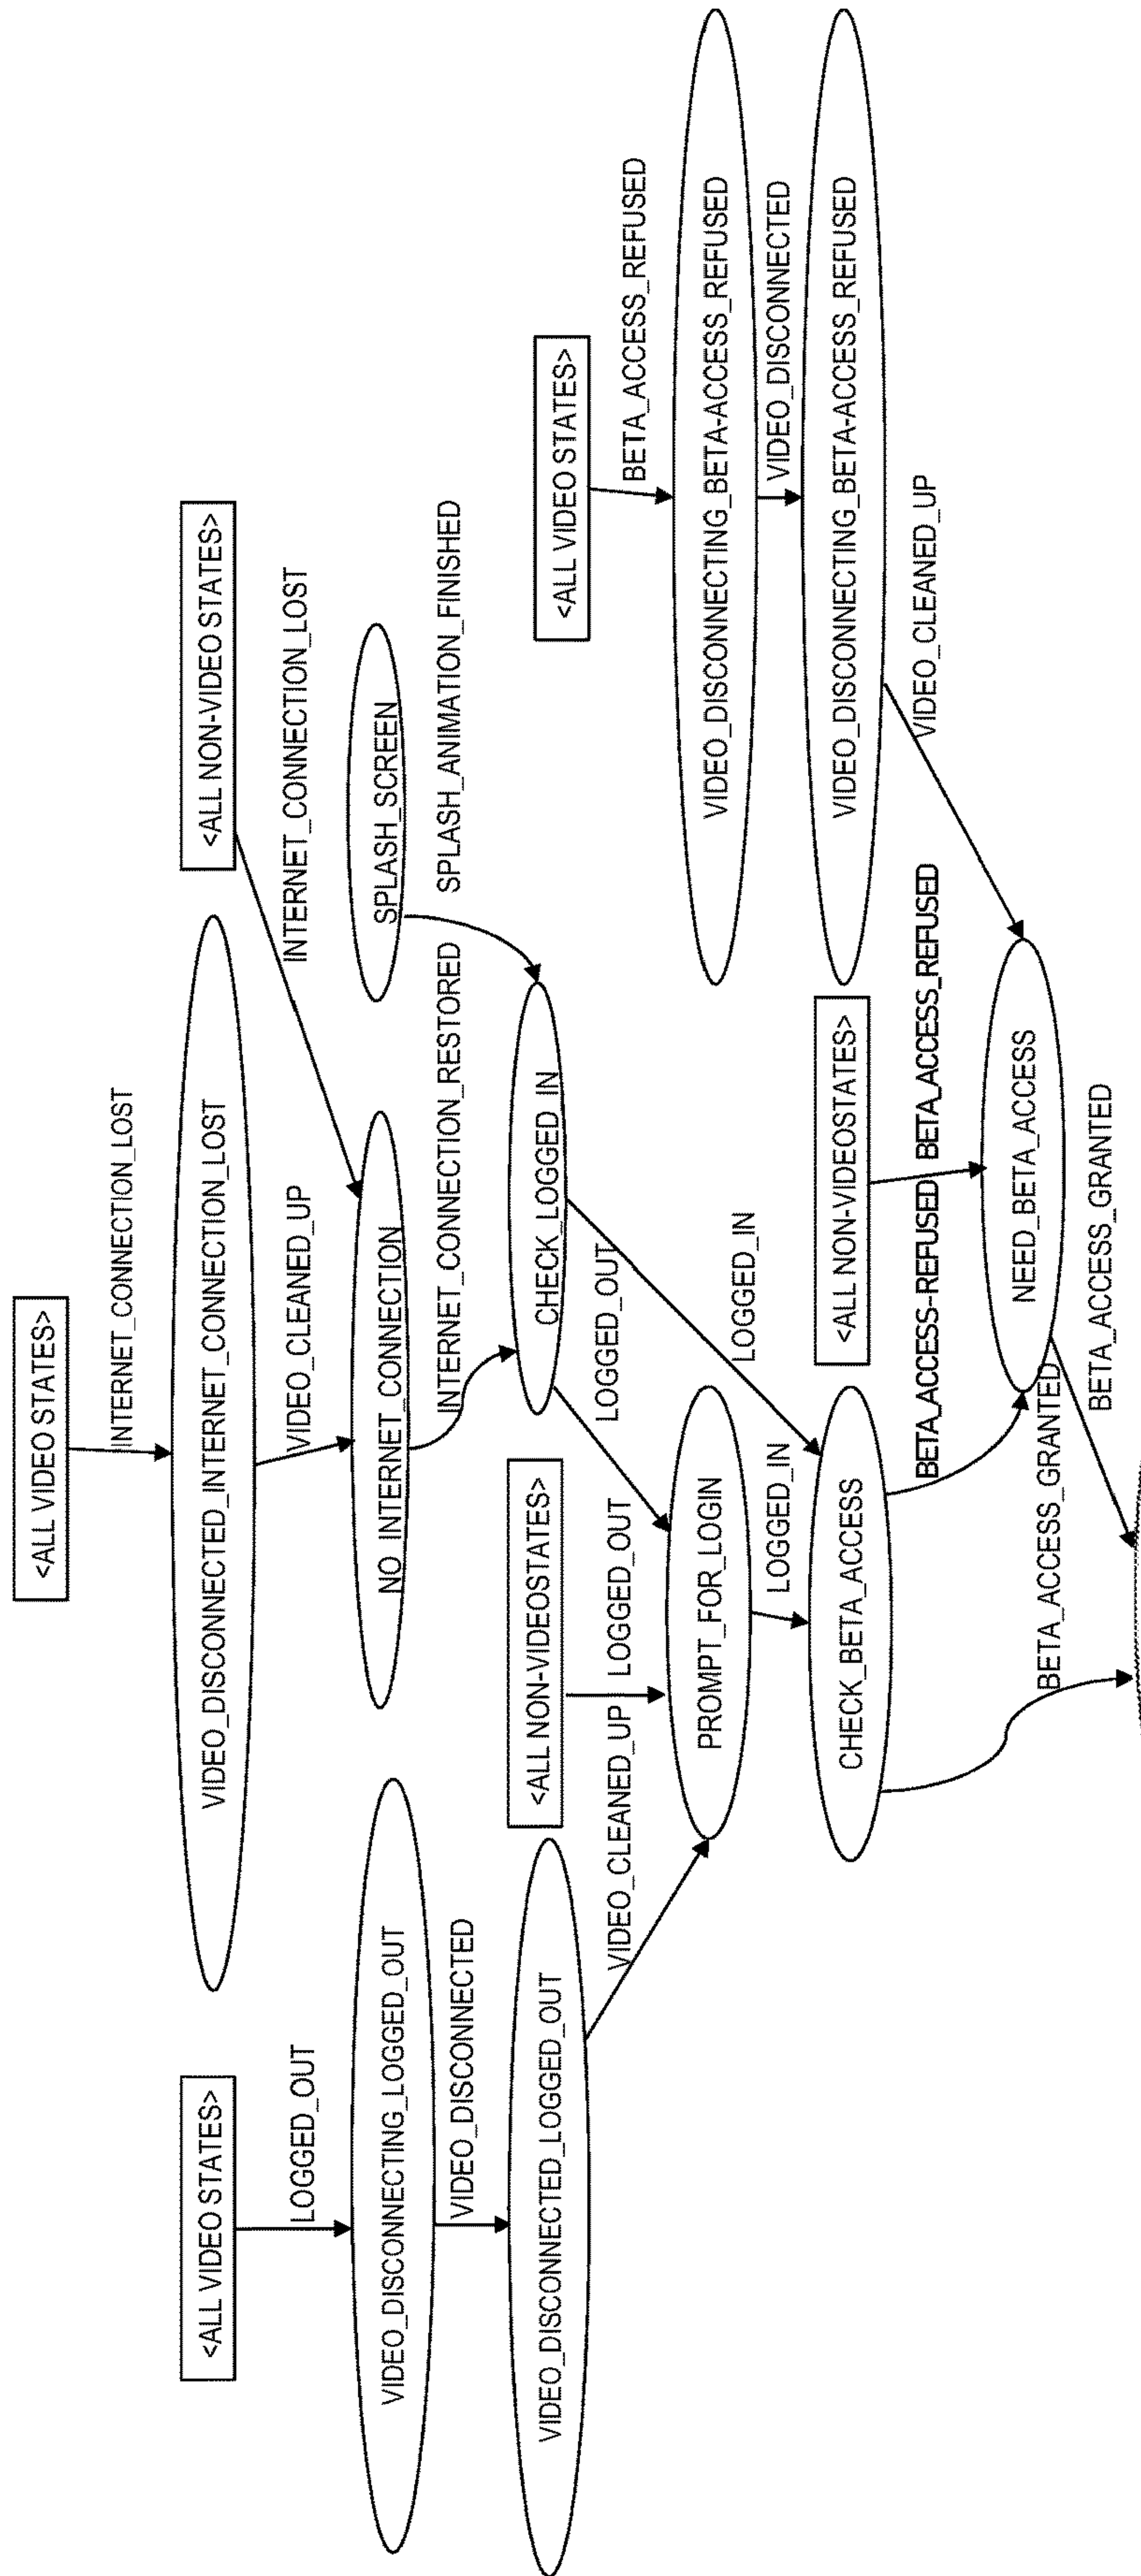 <ALL VIDEO STATES>
INTERNET_CONNECTION_LOST
<ALL VIDEO STATES>
VIDEO_DISCONNECTED_INTERNET_CONNECTION_LOST
<ALL NON-VIDEO STATES>
LOGGED_OUT
VIDEO_CLEANED_UP
INTERNET_CONNECTION_LOST
VIDEO_DISCONNECTING_LOGGED_OUT
NO_INTERNET_CONNECTION
SPLASH_SCREEN
VIDEO_DISCONNECTED
INTERNET_CONNECTION_RESTORED
SPLASH_ANIMATION_FINISHED
VIDEO_DISCONNECTED_LOGGED_OUT
<ALL NON-VIDEOSTATES>
CHECK_LOGGED_IN
<ALL VIDEO STATES>
VIDEO_CLEANED_UP
LOGGED_OUT
LOGGED_OUT
BETA_ACCESS_REFUSED
PROMPT_FOR_LOGIN
VIDEO_DISCONNECTING_BETA-ACCESS_REFUSED
LOGGED_IN
LOGGED_IN
VIDEO_DISCONNECTED
CHECK_BETA_ACCESS
<ALL NON-VIDEOSTATES>
VIDEO_DISCONNECTING_BETA-ACCESS_REFUSED
BETA_ACCESS-REFUSED
BETA_ACCESS_REFUSED
VIDEO_CLEANED_UP
NEED_BETA_ACCESS
BETA_ACCESS_GRANTED
BETA_ACCESS_GRANTED